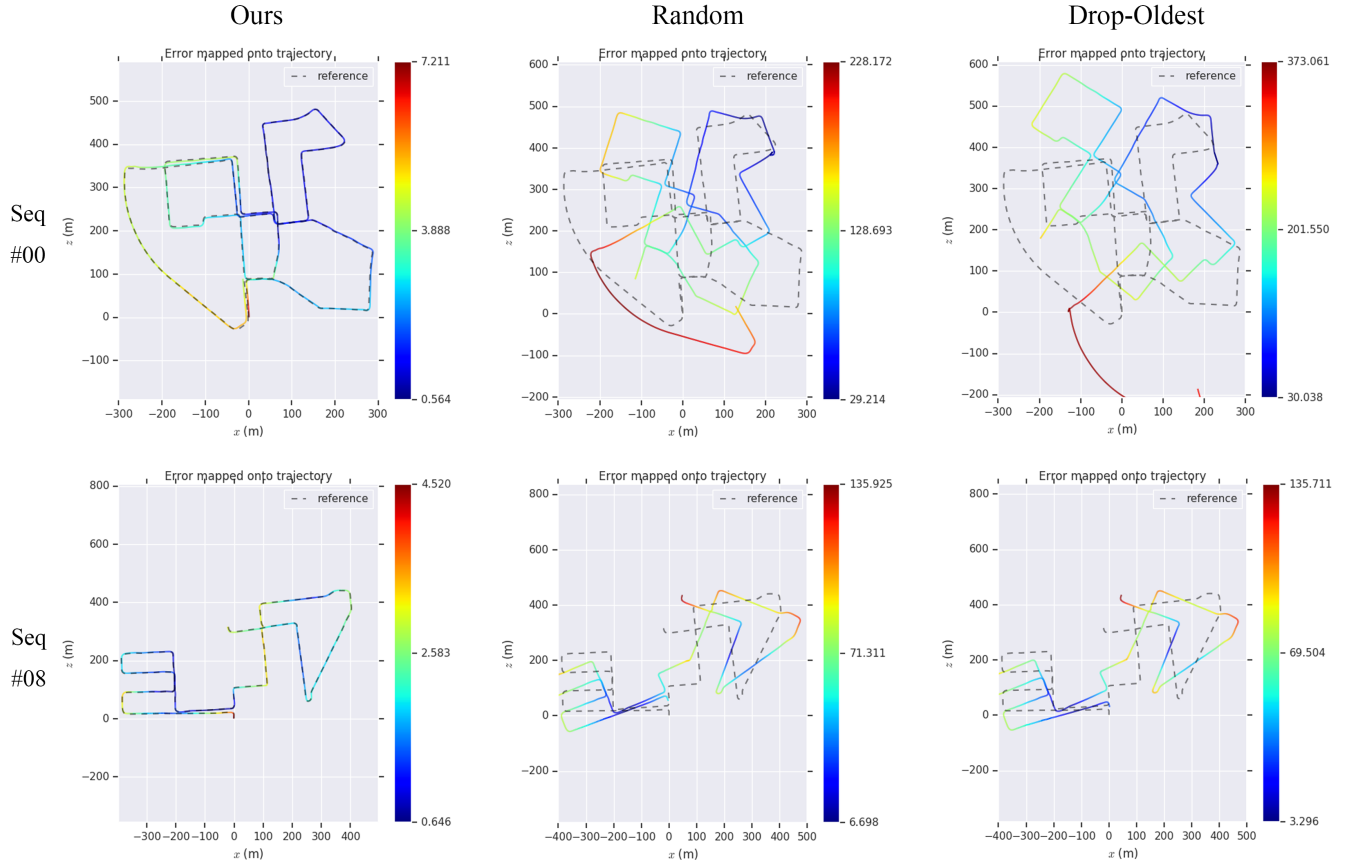 Ours Random Drop-Oldest
Seq
#00
Error mapped onto trajectory
reference
7.211
3.888
0.564
500
400
300
200
100
0
−100
z (m)
−300 −200 −100 0 100 200 300
x (m)
Error mapped onto trajectory
reference
228.172
128.693
29.214
600
500
400
300
200
100
0
−100
−200
z (m)
−300 −200 −100 0 100 200 300
x (m)
Error mapped onto trajectory
reference
373.061
201.550
30.038
600
500
400
300
200
100
0
−100
−200
z (m)
−300 −200 −100 0 100 200 300
x (m)
Seq
#08
Error mapped onto trajectory
reference
4.520
2.583
0.646
800
600
400
200
0
−200
z (m)
−300 −200 −100 0 100 200 300 400
x (m)
Error mapped onto trajectory
reference
135.925
71.311
6.698
800
600
400
200
0
−200
z (m)
−400 −300 −200 −100 0 100 200 300 400 500
x (m)
Error mapped onto trajectory
reference
135.711
69.504
3.296
800
600
400
200
0
−200
z (m)
−400 −300 −200 −100 0 100 200 300 400 500
x (m)